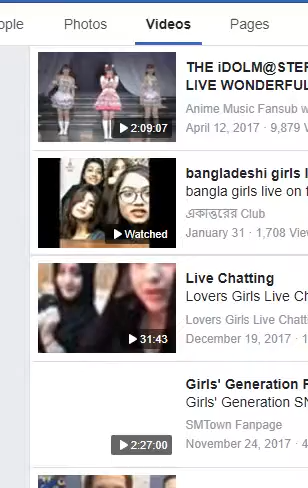 ople Photos Videos Pages
THE iDOLM@STER
LIVE WONDERFUL
Anime Music Fansub w
April 12, 2017 · 9,879 V
2:09:07
bangladeshi girls l
bangla girls live on f
একাত্তরের Club
January 31 · 1,708 View
Watched
Live Chatting
Lovers Girls Live Ch
Lovers Girls Live Chatti
December 19, 2017 · 1
31:43
Girls' Generation F
Girls' Generation SN
SMTown Fanpage
November 24, 2017 · 4
2:27:00